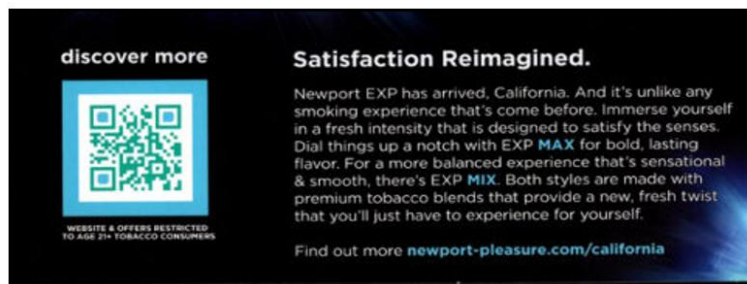 discover more
WEBSITE & OFFERS RESTRICTED
TO AGE 21+ TOBACCO CONSUMERS
Satisfaction Reimagined.
Newport EXP has arrived, California. And it's unlike any
smoking experience that's come before. Immerse yourself
in a fresh intensity that is designed to satisfy the senses.
Dial things up a notch with EXP MAX for bold, lasting
flavor. For a more balanced experience that's sensational
& smooth, there's EXP MIX. Both styles are made with
premium tobacco blends that provide a new, fresh twist
that you'll just have to experience for yourself.
Find out more newport-pleasure.com/california